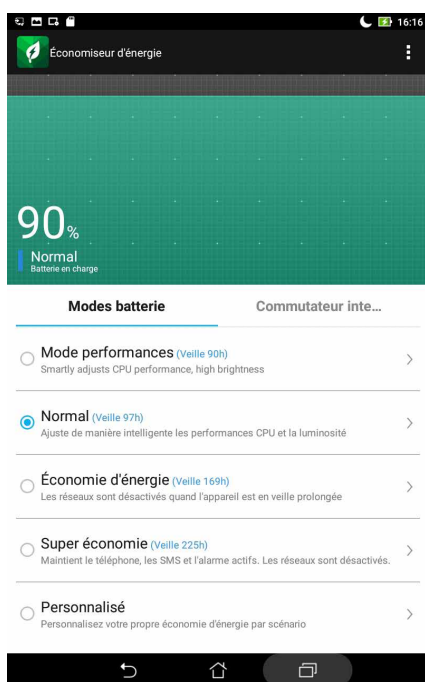 16:16
Économiseur d'énergie
90%
Normal
Batterie en charge
Modes batterie
Commutateur inte...
Mode performances (Veille 90h)
Smartly adjusts CPU performance, high brightness
Normal (Veille 97h)
Ajuste de manière intelligente les performances CPU et la luminosité
Économie d'énergie (Veille 169h)
Les réseaux sont désactivés quand l'appareil est en veille prolongée
Super économie (Veille 225h)
Maintient le téléphone, les SMS et l'alarme actifs. Les réseaux sont désactivés.
Personnalisé
Personnalisez votre propre économie d'énergie par scénario